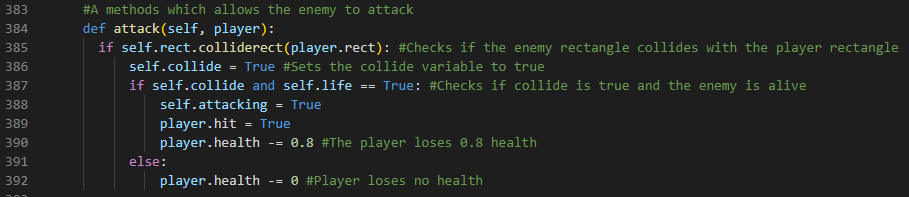 383 #A methods which allows the enemy to attack
384 def attack(self, player):
385 if self.rect.colliderect(player.rect): #Checks if the enemy rectangle collides with the player rectangle
386 self.collide = True #Sets the collide variable to true
387 if self.collide and self.life == True: #Checks if collide is true and the enemy is alive
388 self.attacking = True
389 player.hit = True
390 player.health -= 0.8 #The player loses 0.8 health
391 else:
392 player.health -= 0 #Player loses no health